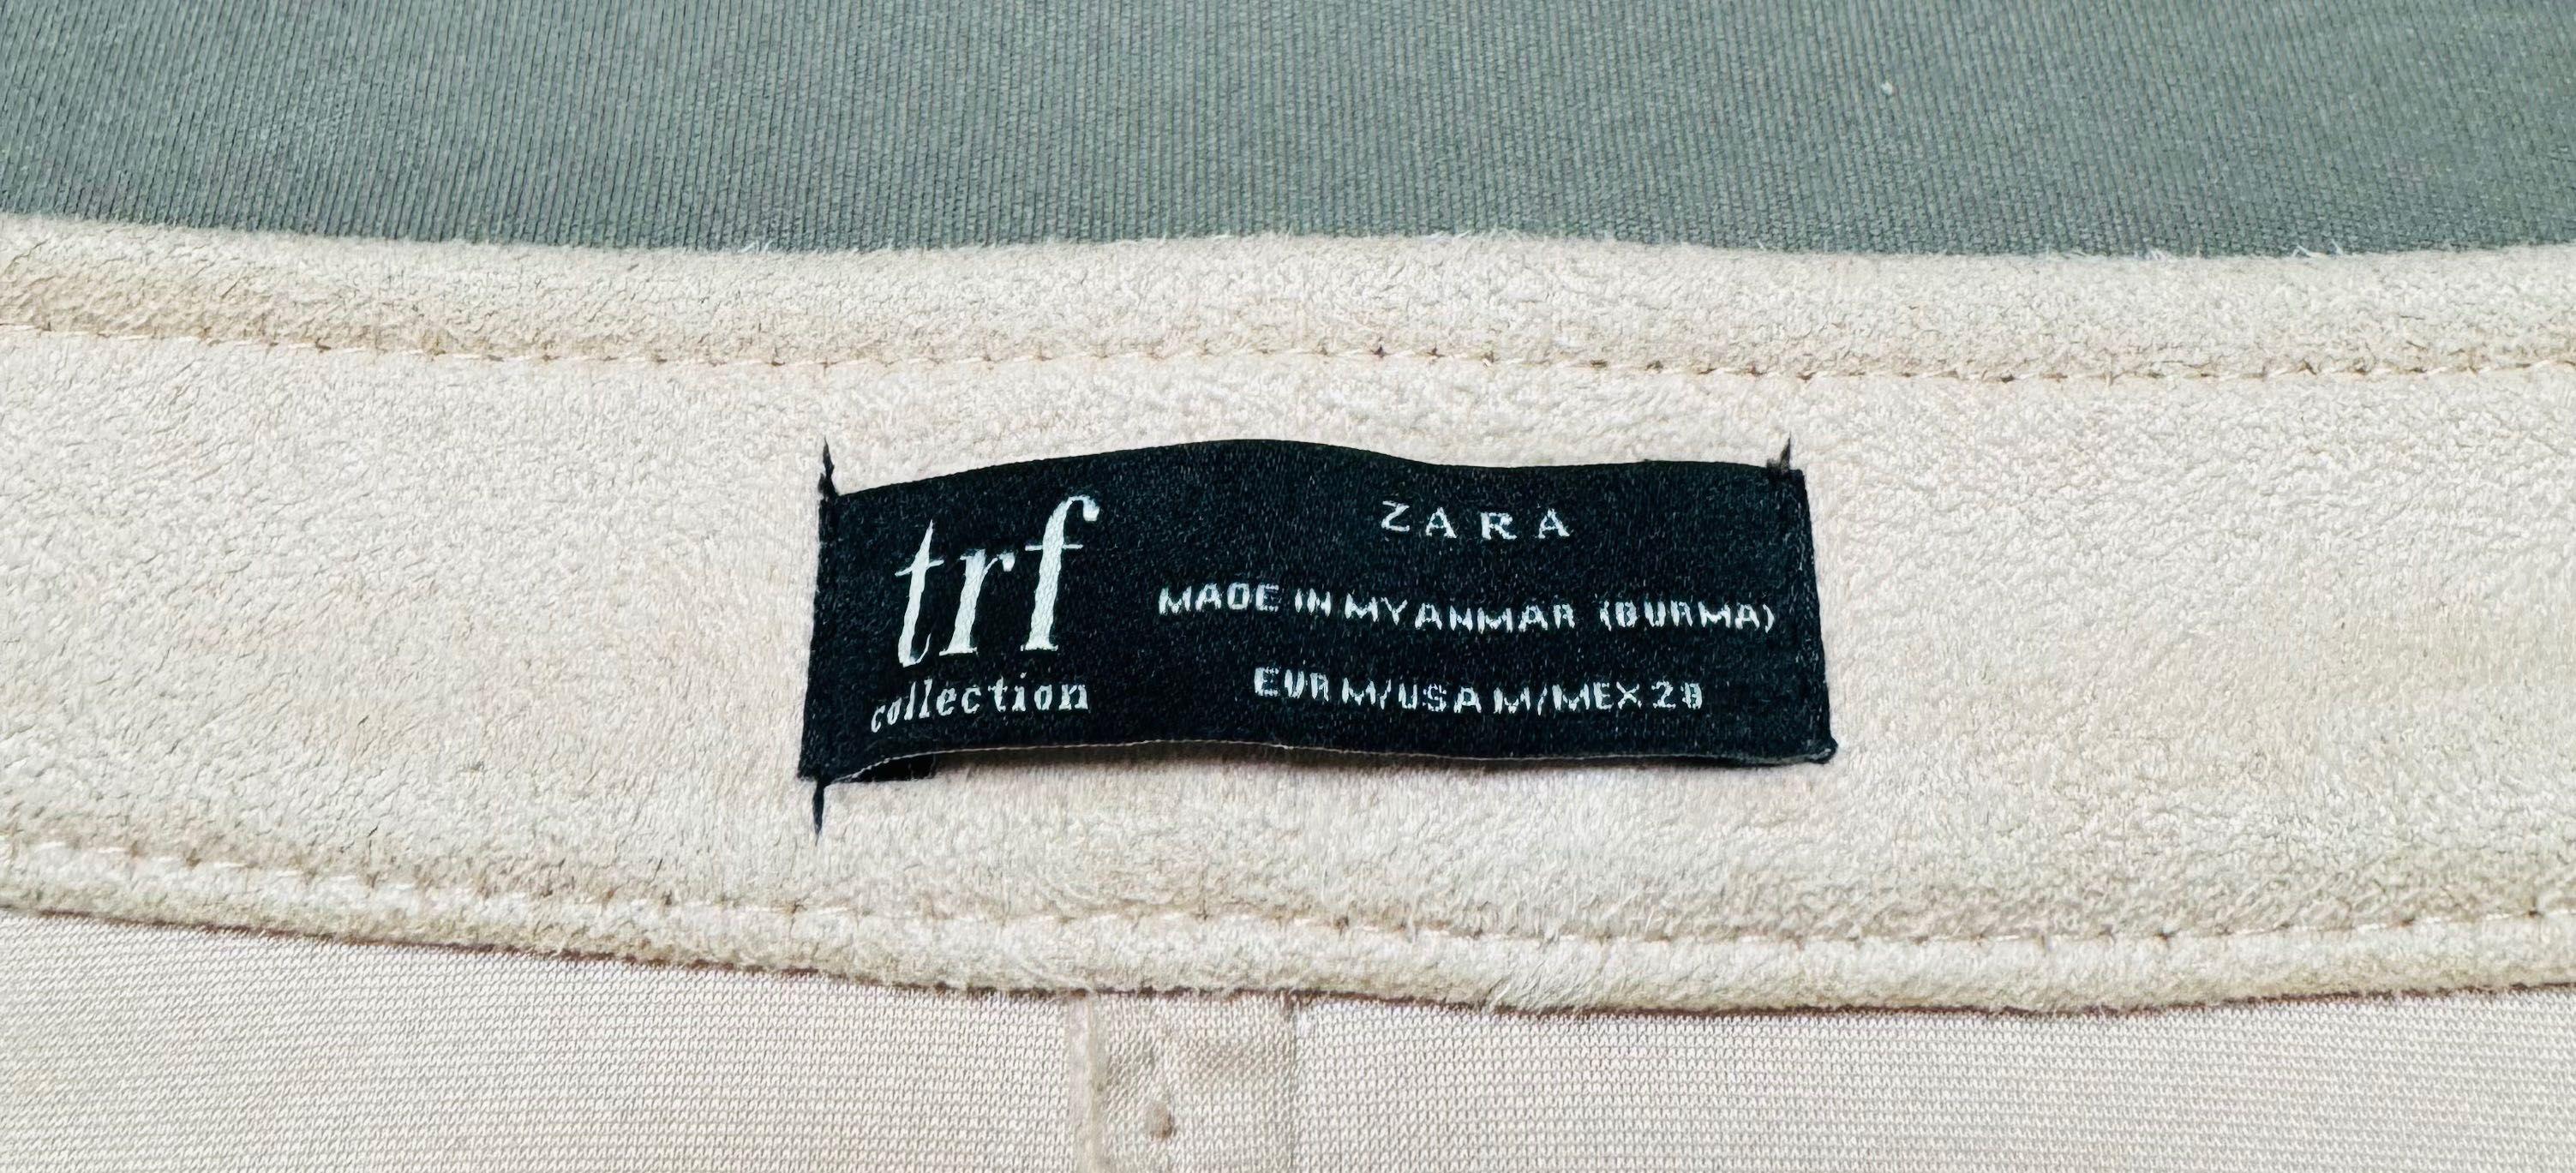 trf
collection
ZARA
MADE IN MYANMAR (BURMA)
EUR M/USA M/MEX 28